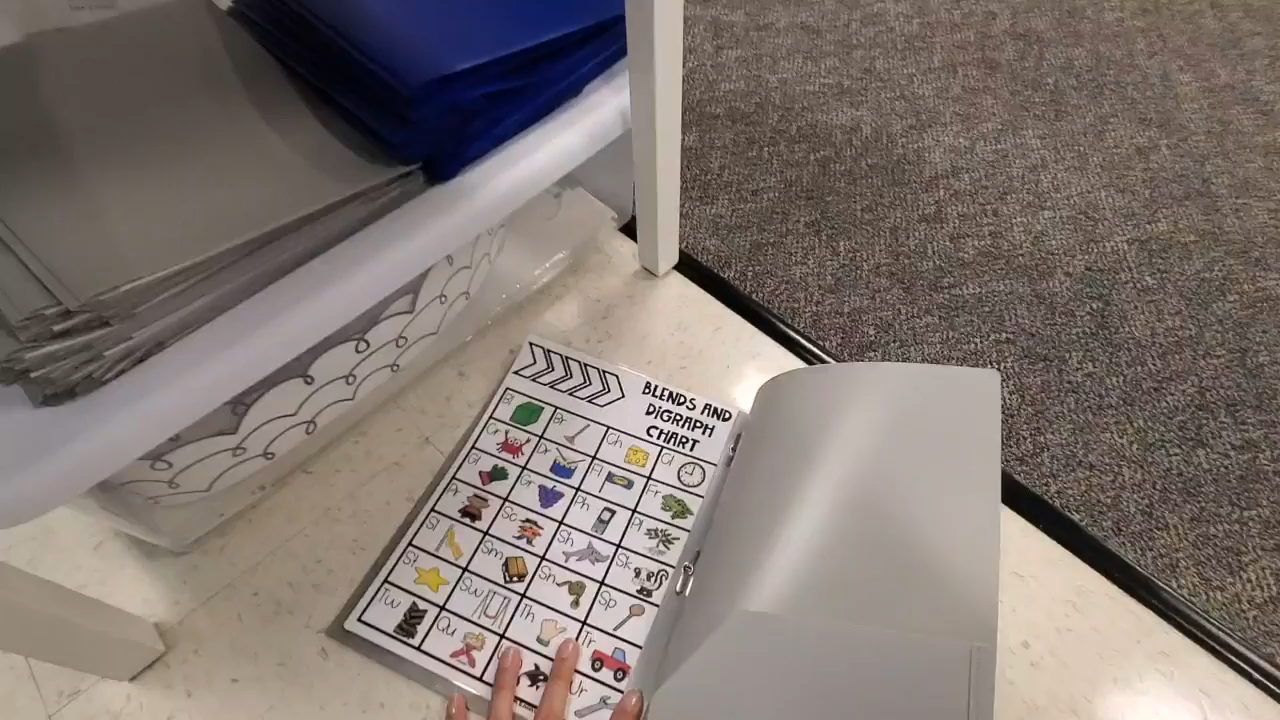 BLENDS AND
DIGRAPH
CHART
Bl Br Ch Cl
Cr Dr Fl Fr
Gl Gr Ph Pl
Pr Sc Sh Sk
Sl Sm Sn Sp
St Sw Th Tr
Tw Qu